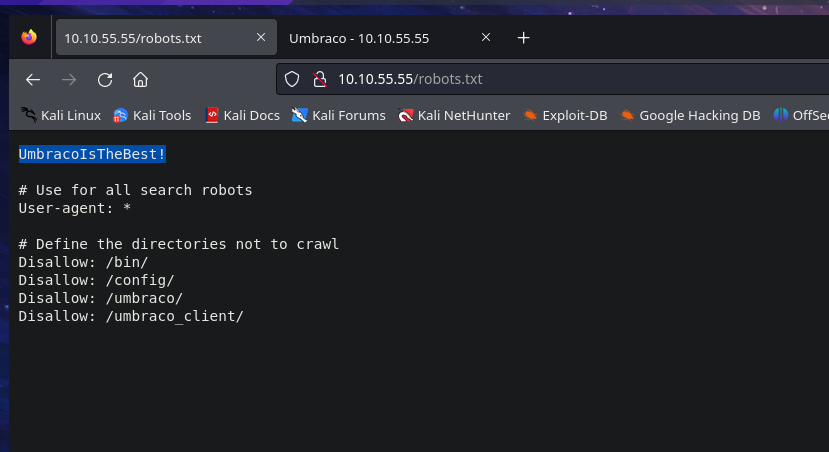 10.10.55.55/robots.txt
Umbraco - 10.10.55.55
10.10.55.55/robots.txt
Kali Linux Kali Tools Kali Docs Kali Forums Kali NetHunter Exploit-DB Google Hacking DB OffSec
UmbracoIsTheBest!
# Use for all search robots
User-agent: *
# Define the directories not to crawl
Disallow: /bin/
Disallow: /config/
Disallow: /umbraco/
Disallow: /umbraco_client/